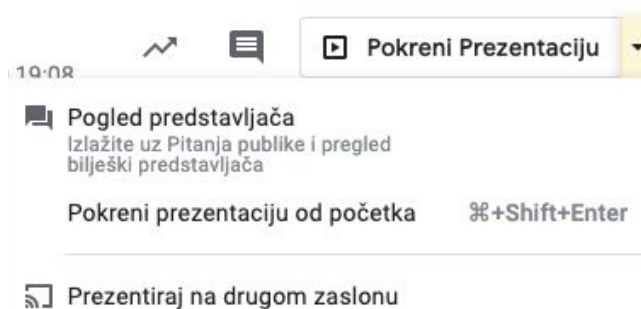 Pokreni Prezentaciju
19:08
Pogled predstavljača
Izlažite uz Pitanja publike i pregled
bilješki predstavljača
Pokreni prezentaciju od početka ⌘+Shift+Enter
Prezentiraj na drugom zaslonu